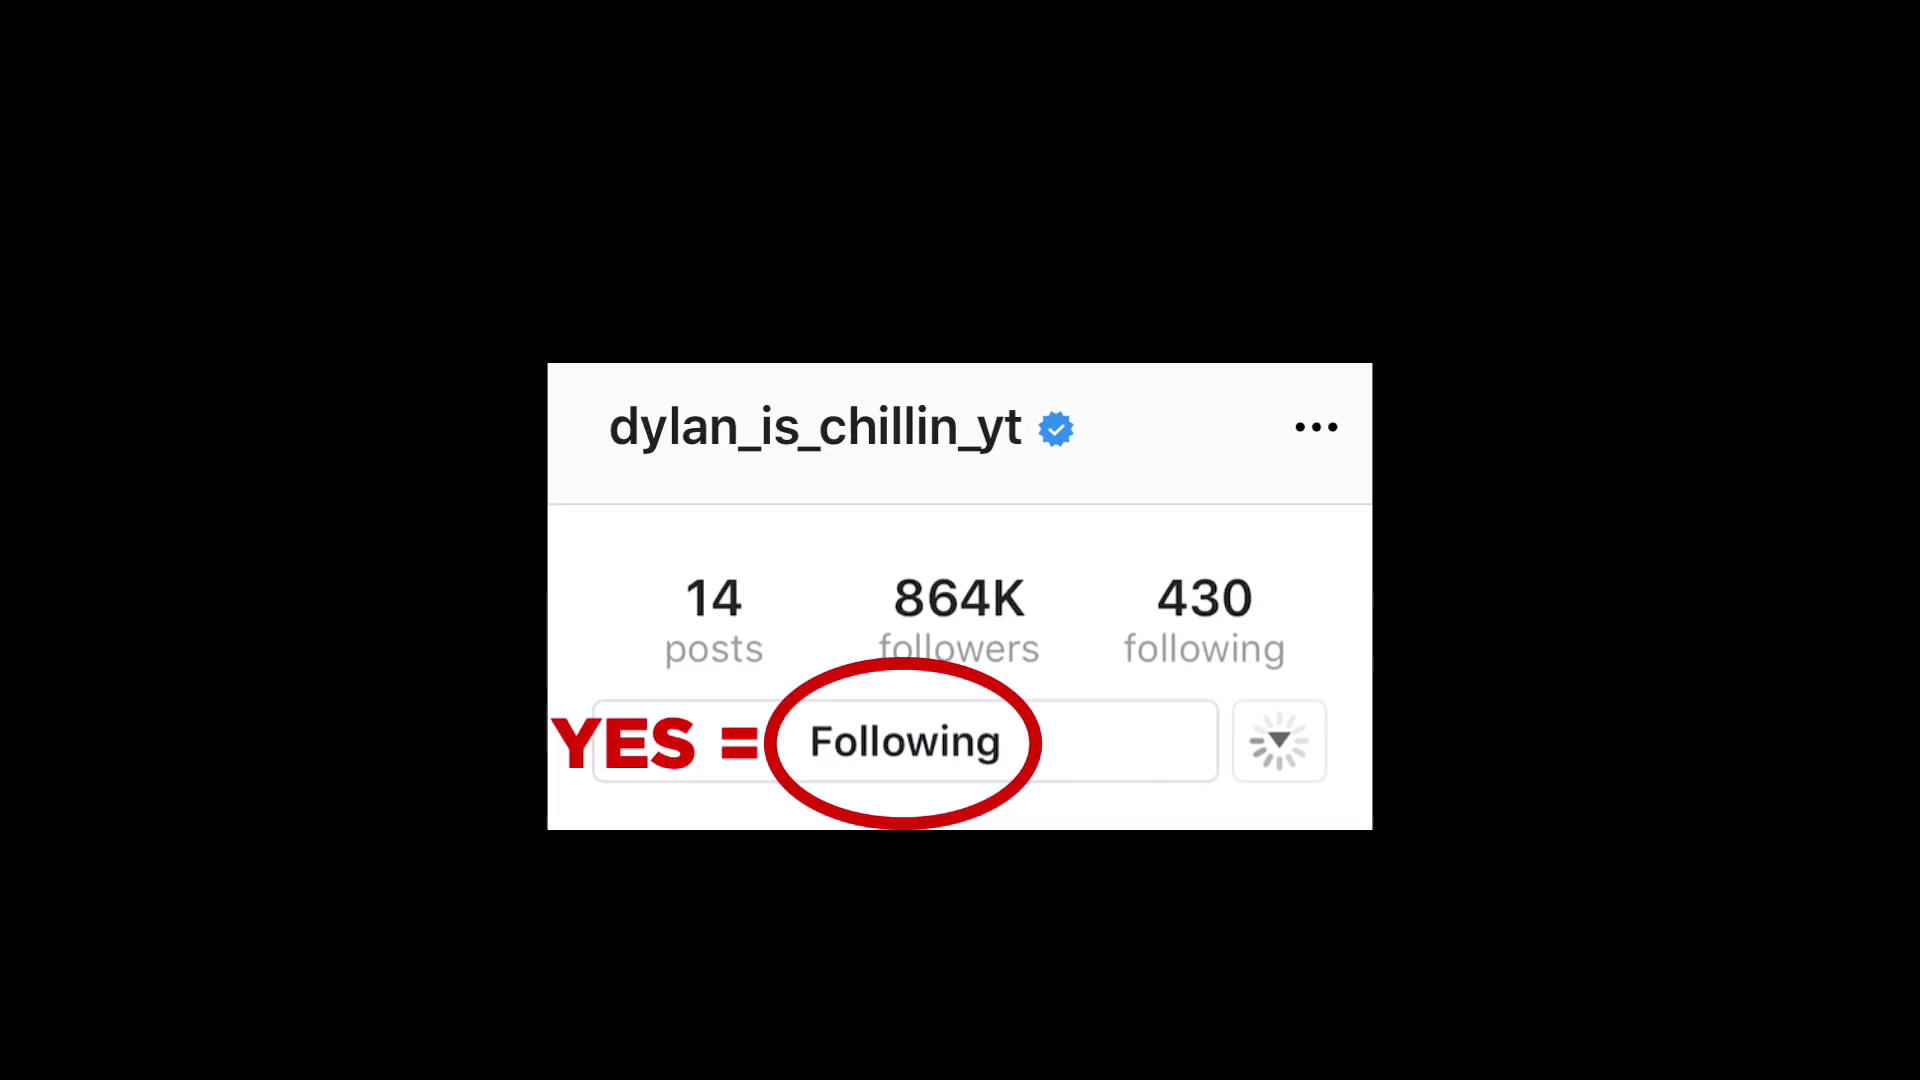 dylan_is_chillin_yt
14 864K 430
posts followers following
YES = Following